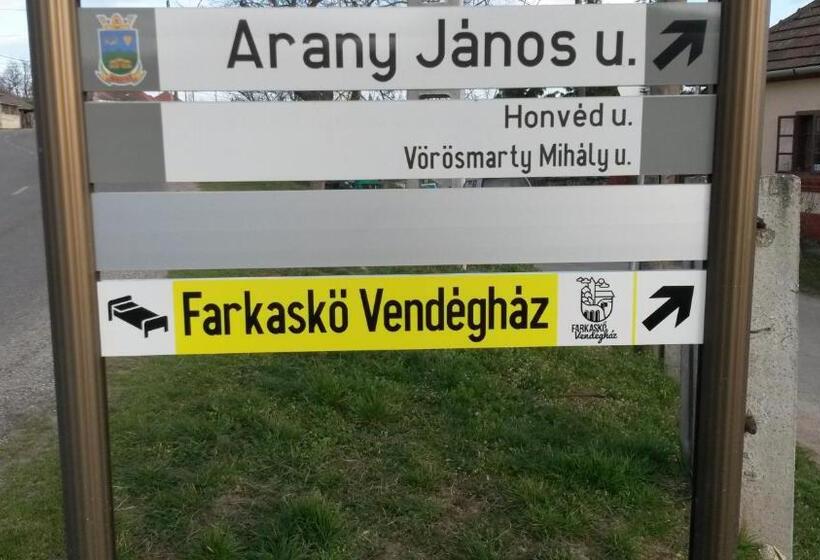 Arany János u.
Honvéd u.
Vörösmarty Mihály u.
Farkaskö Vendégház
FARKASKŐ
Vendégház